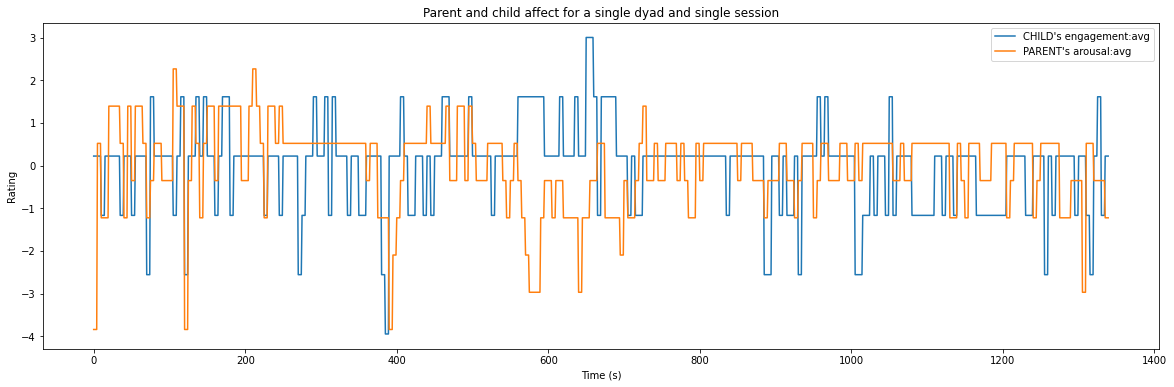 Parent and child affect for a single dyad and single session
CHILD's engagement:avg
PARENT's arousal:avg
3
2
1
0
−1
−2
−3
−4
Rating
0 200 400 600 800 1000 1200 1400
Time (s)